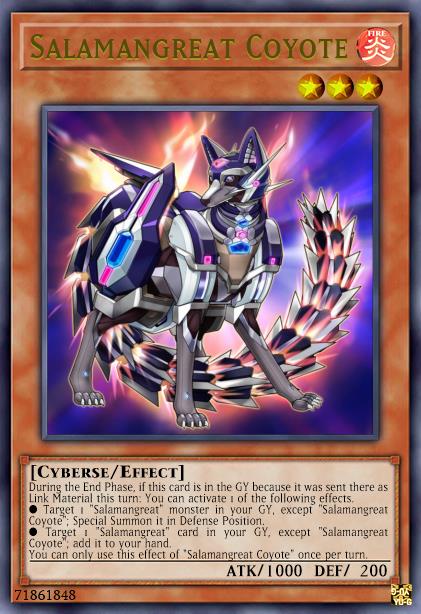 Salamangreat Coyote
FIRE
炎
[Cyberse/Effect]
During the End Phase, if this card is in the GY because it was sent there as
Link Material this turn: You can activate 1 of the following effects.
● Target 1 "Salamangreat" monster in your GY, except "Salamangreat
Coyote"; Special Summon it in Defense Position.
● Target 1 "Salamangreat" card in your GY, except "Salamangreat
Coyote"; add it to your hand.
You can only use this effect of "Salamangreat Coyote" once per turn.
ATK/1000 DEF/ 200
71861848